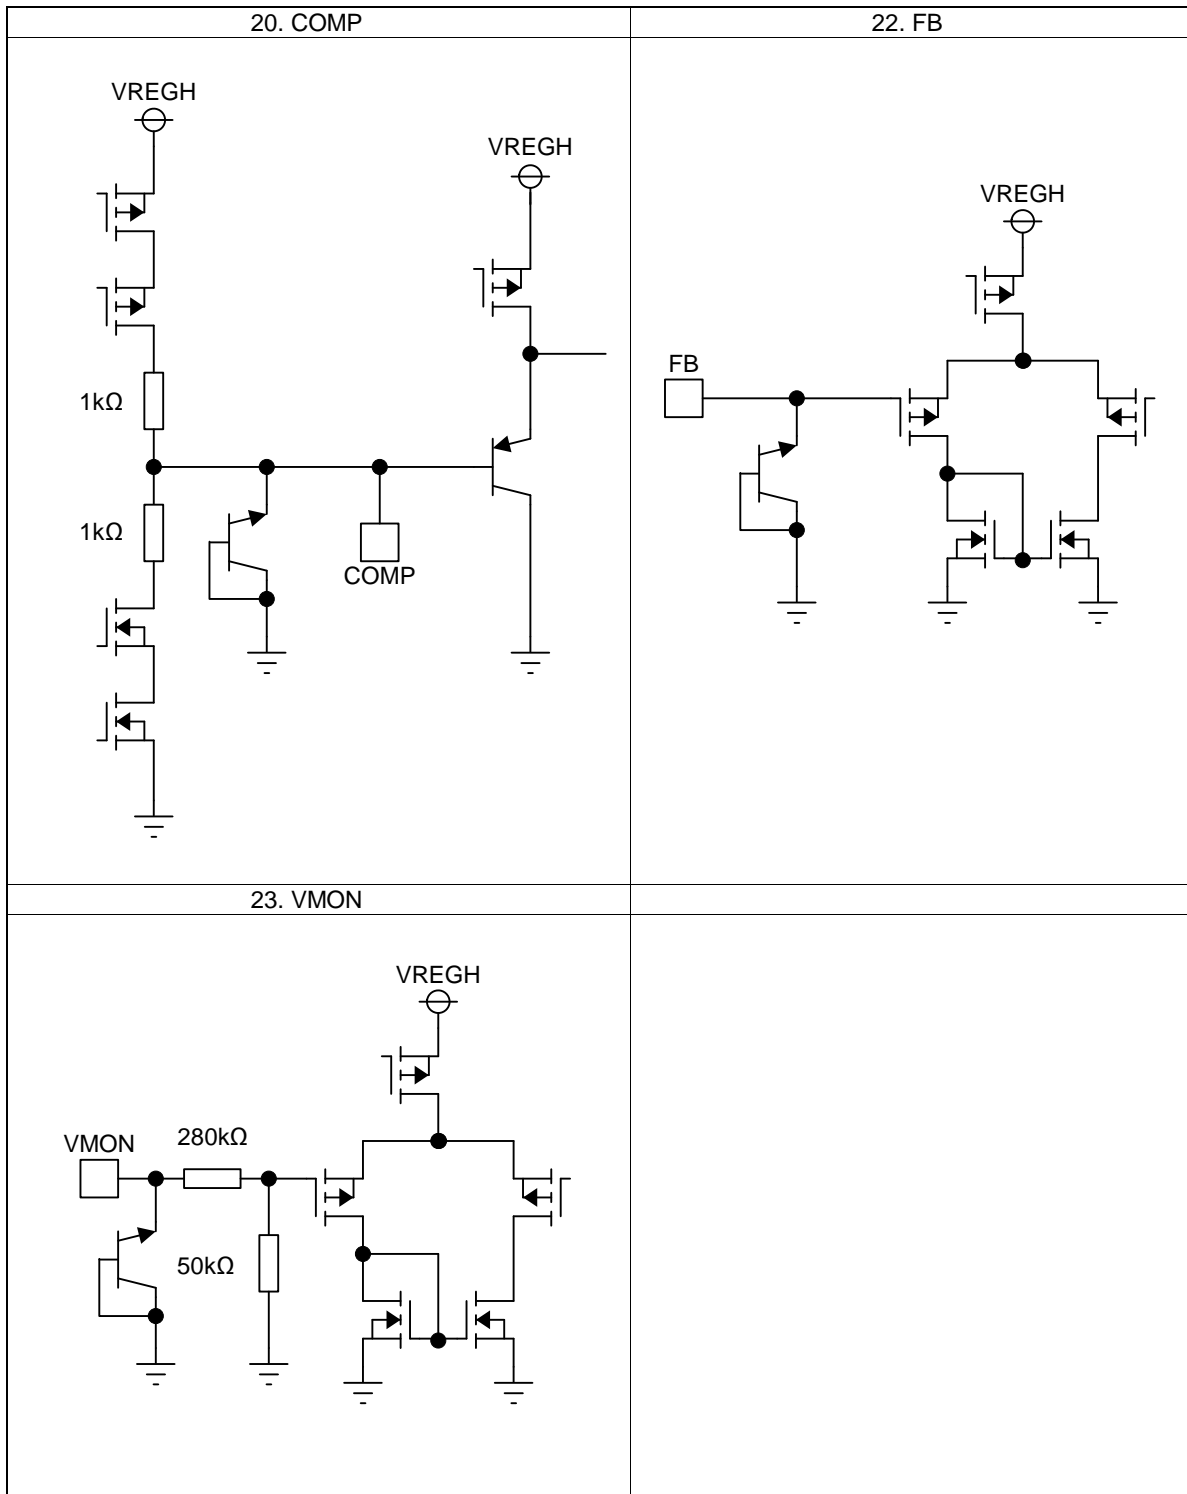 20. COMP
22. FB
VREGH
VREGH
1kΩ
1kΩ
COMP
VREGH
FB
23. VMON
VREGH
VMON
280kΩ
50kΩ